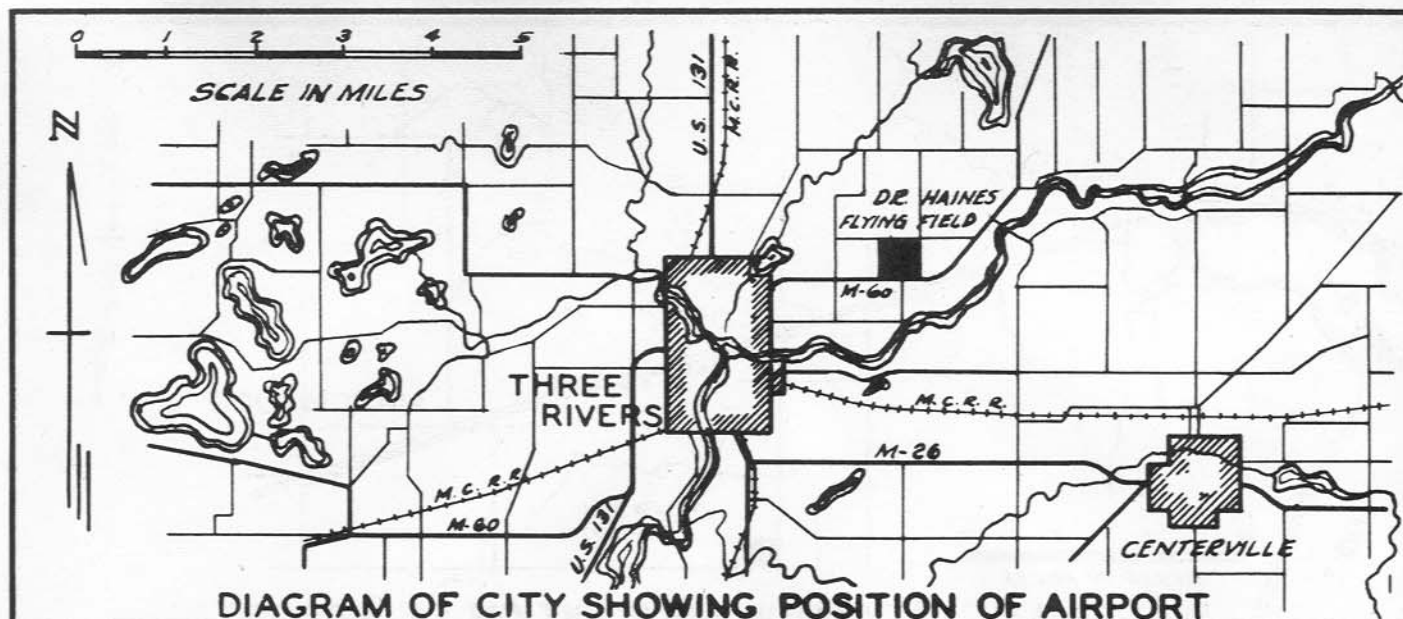 0 1 2 3 4 5
SCALE IN MILES
N
U.S. 131
M.C.R.R.
DR. HAINES
FLYING FIELD
M-60
THREE
RIVERS
M.C.R.R.
M-26
M.C.R.R.
M-60
U.S. 131
CENTERVILLE
DIAGRAM OF CITY SHOWING POSITION OF AIRPORT